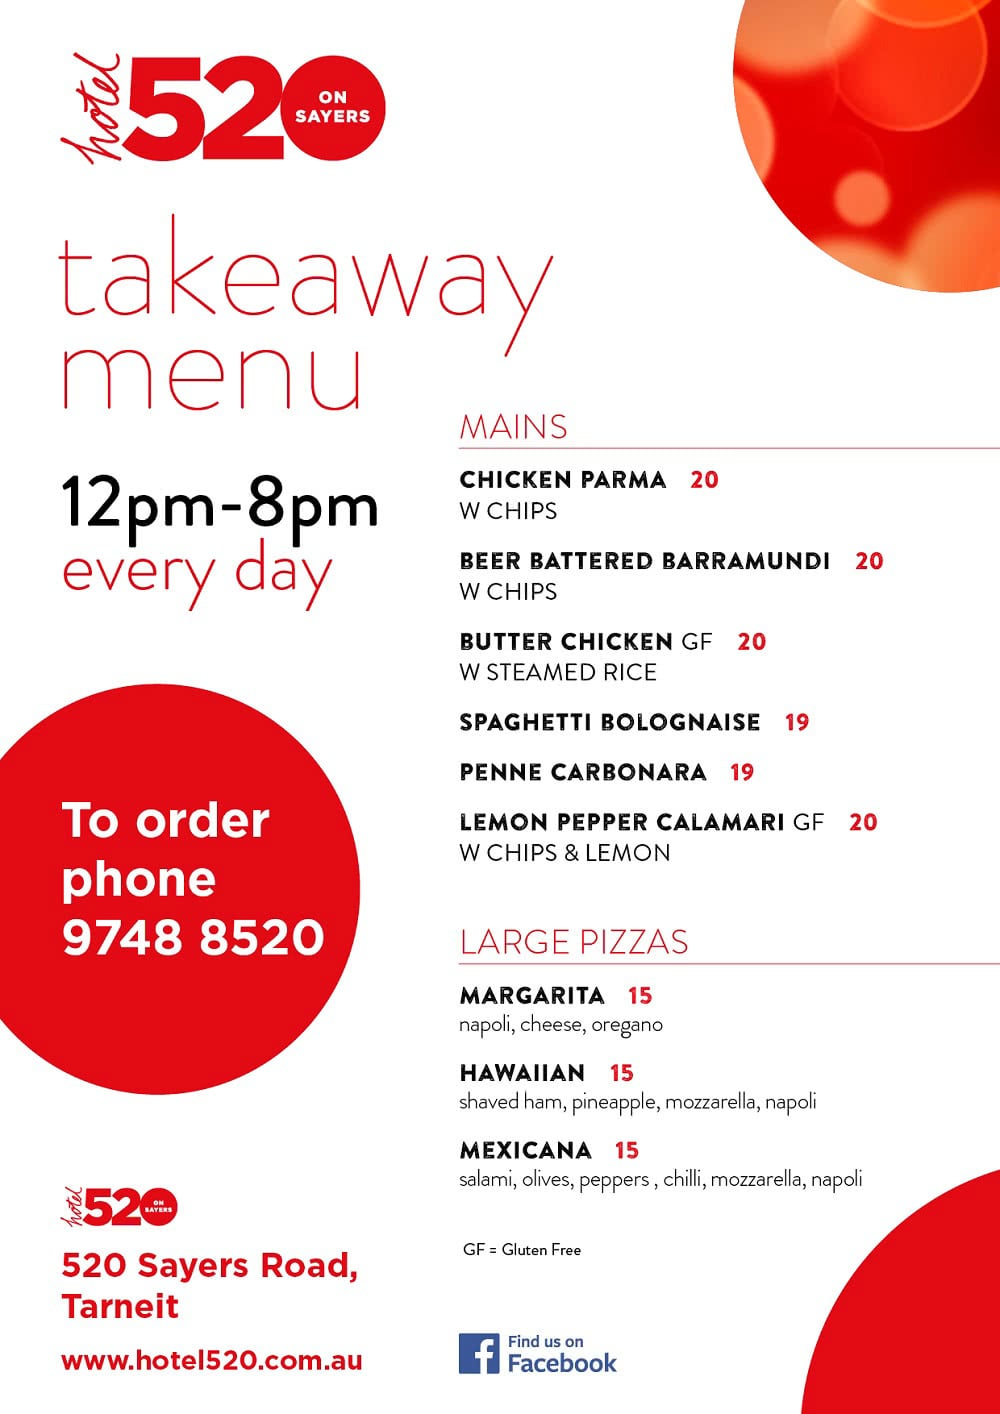 hotel 520 ON SAYERS
takeaway
menu
12pm-8pm
every day
To order
phone
9748 8520
MAINS
CHICKEN PARMA 20
W CHIPS
BEER BATTERED BARRAMUNDI 20
W CHIPS
BUTTER CHICKEN GF 20
W STEAMED RICE
SPAGHETTI BOLOGNAISE 19
PENNE CARBONARA 19
LEMON PEPPER CALAMARI GF 20
W CHIPS & LEMON
LARGE PIZZAS
MARGARITA 15
napoli, cheese, oregano
HAWAIIAN 15
shaved ham, pineapple, mozzarella, napoli
MEXICANA 15
salami, olives, peppers , chilli, mozzarella, napoli
GF = Gluten Free
hotel 520 ON SAYERS
520 Sayers Road,
Tarneit
www.hotel520.com.au
f Find us on
Facebook